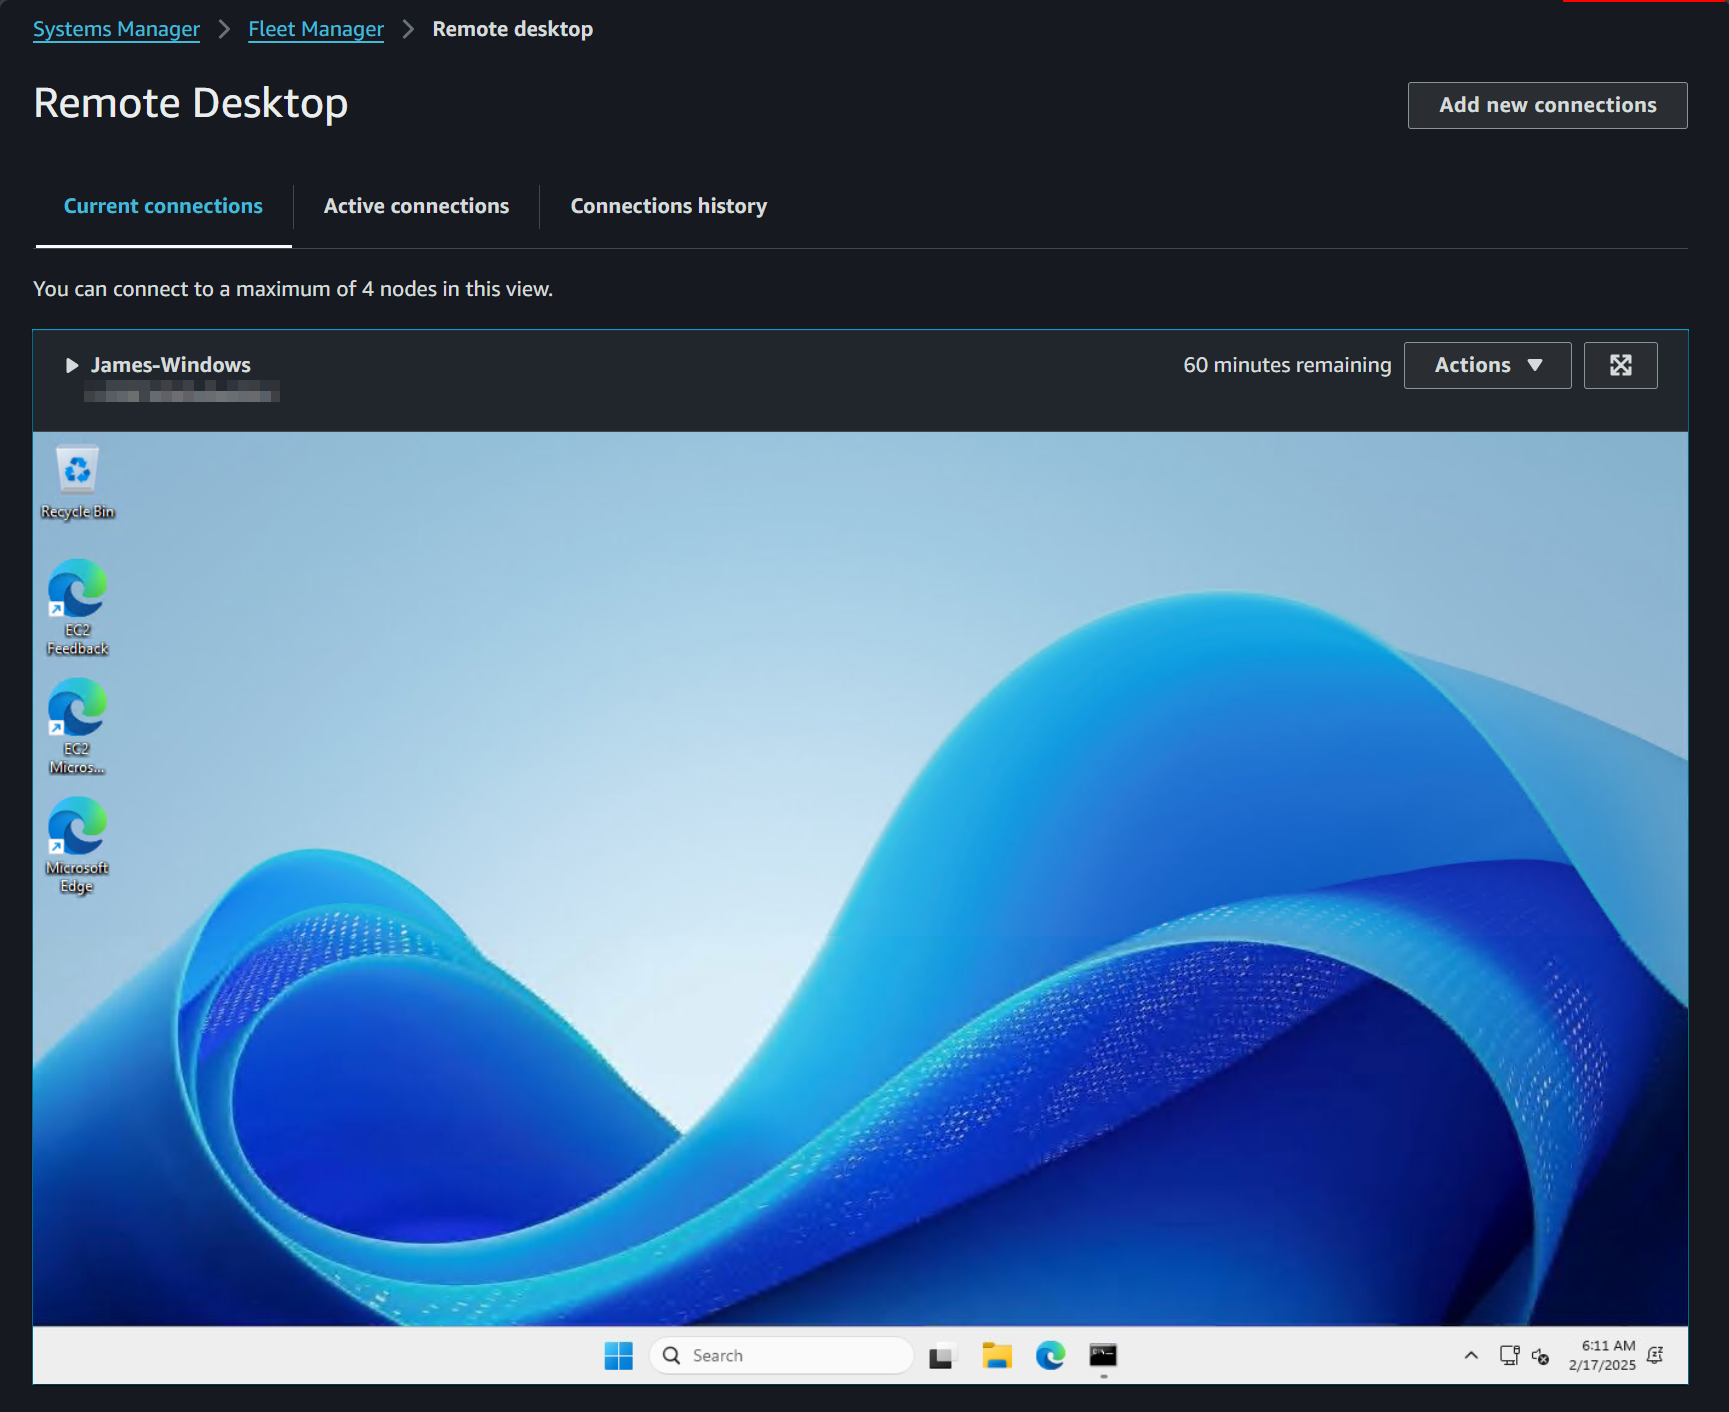 Systems Manager > Fleet Manager > Remote desktop
Remote Desktop
Add new connections
Current connections
Active connections
Connections history
You can connect to a maximum of 4 nodes in this view.
James-Windows
60 minutes remaining
Actions
Recycle Bin
EC2
Feedback
EC2
Micros...
Microsoft
Edge
Search
6:11 AM
2/17/2025